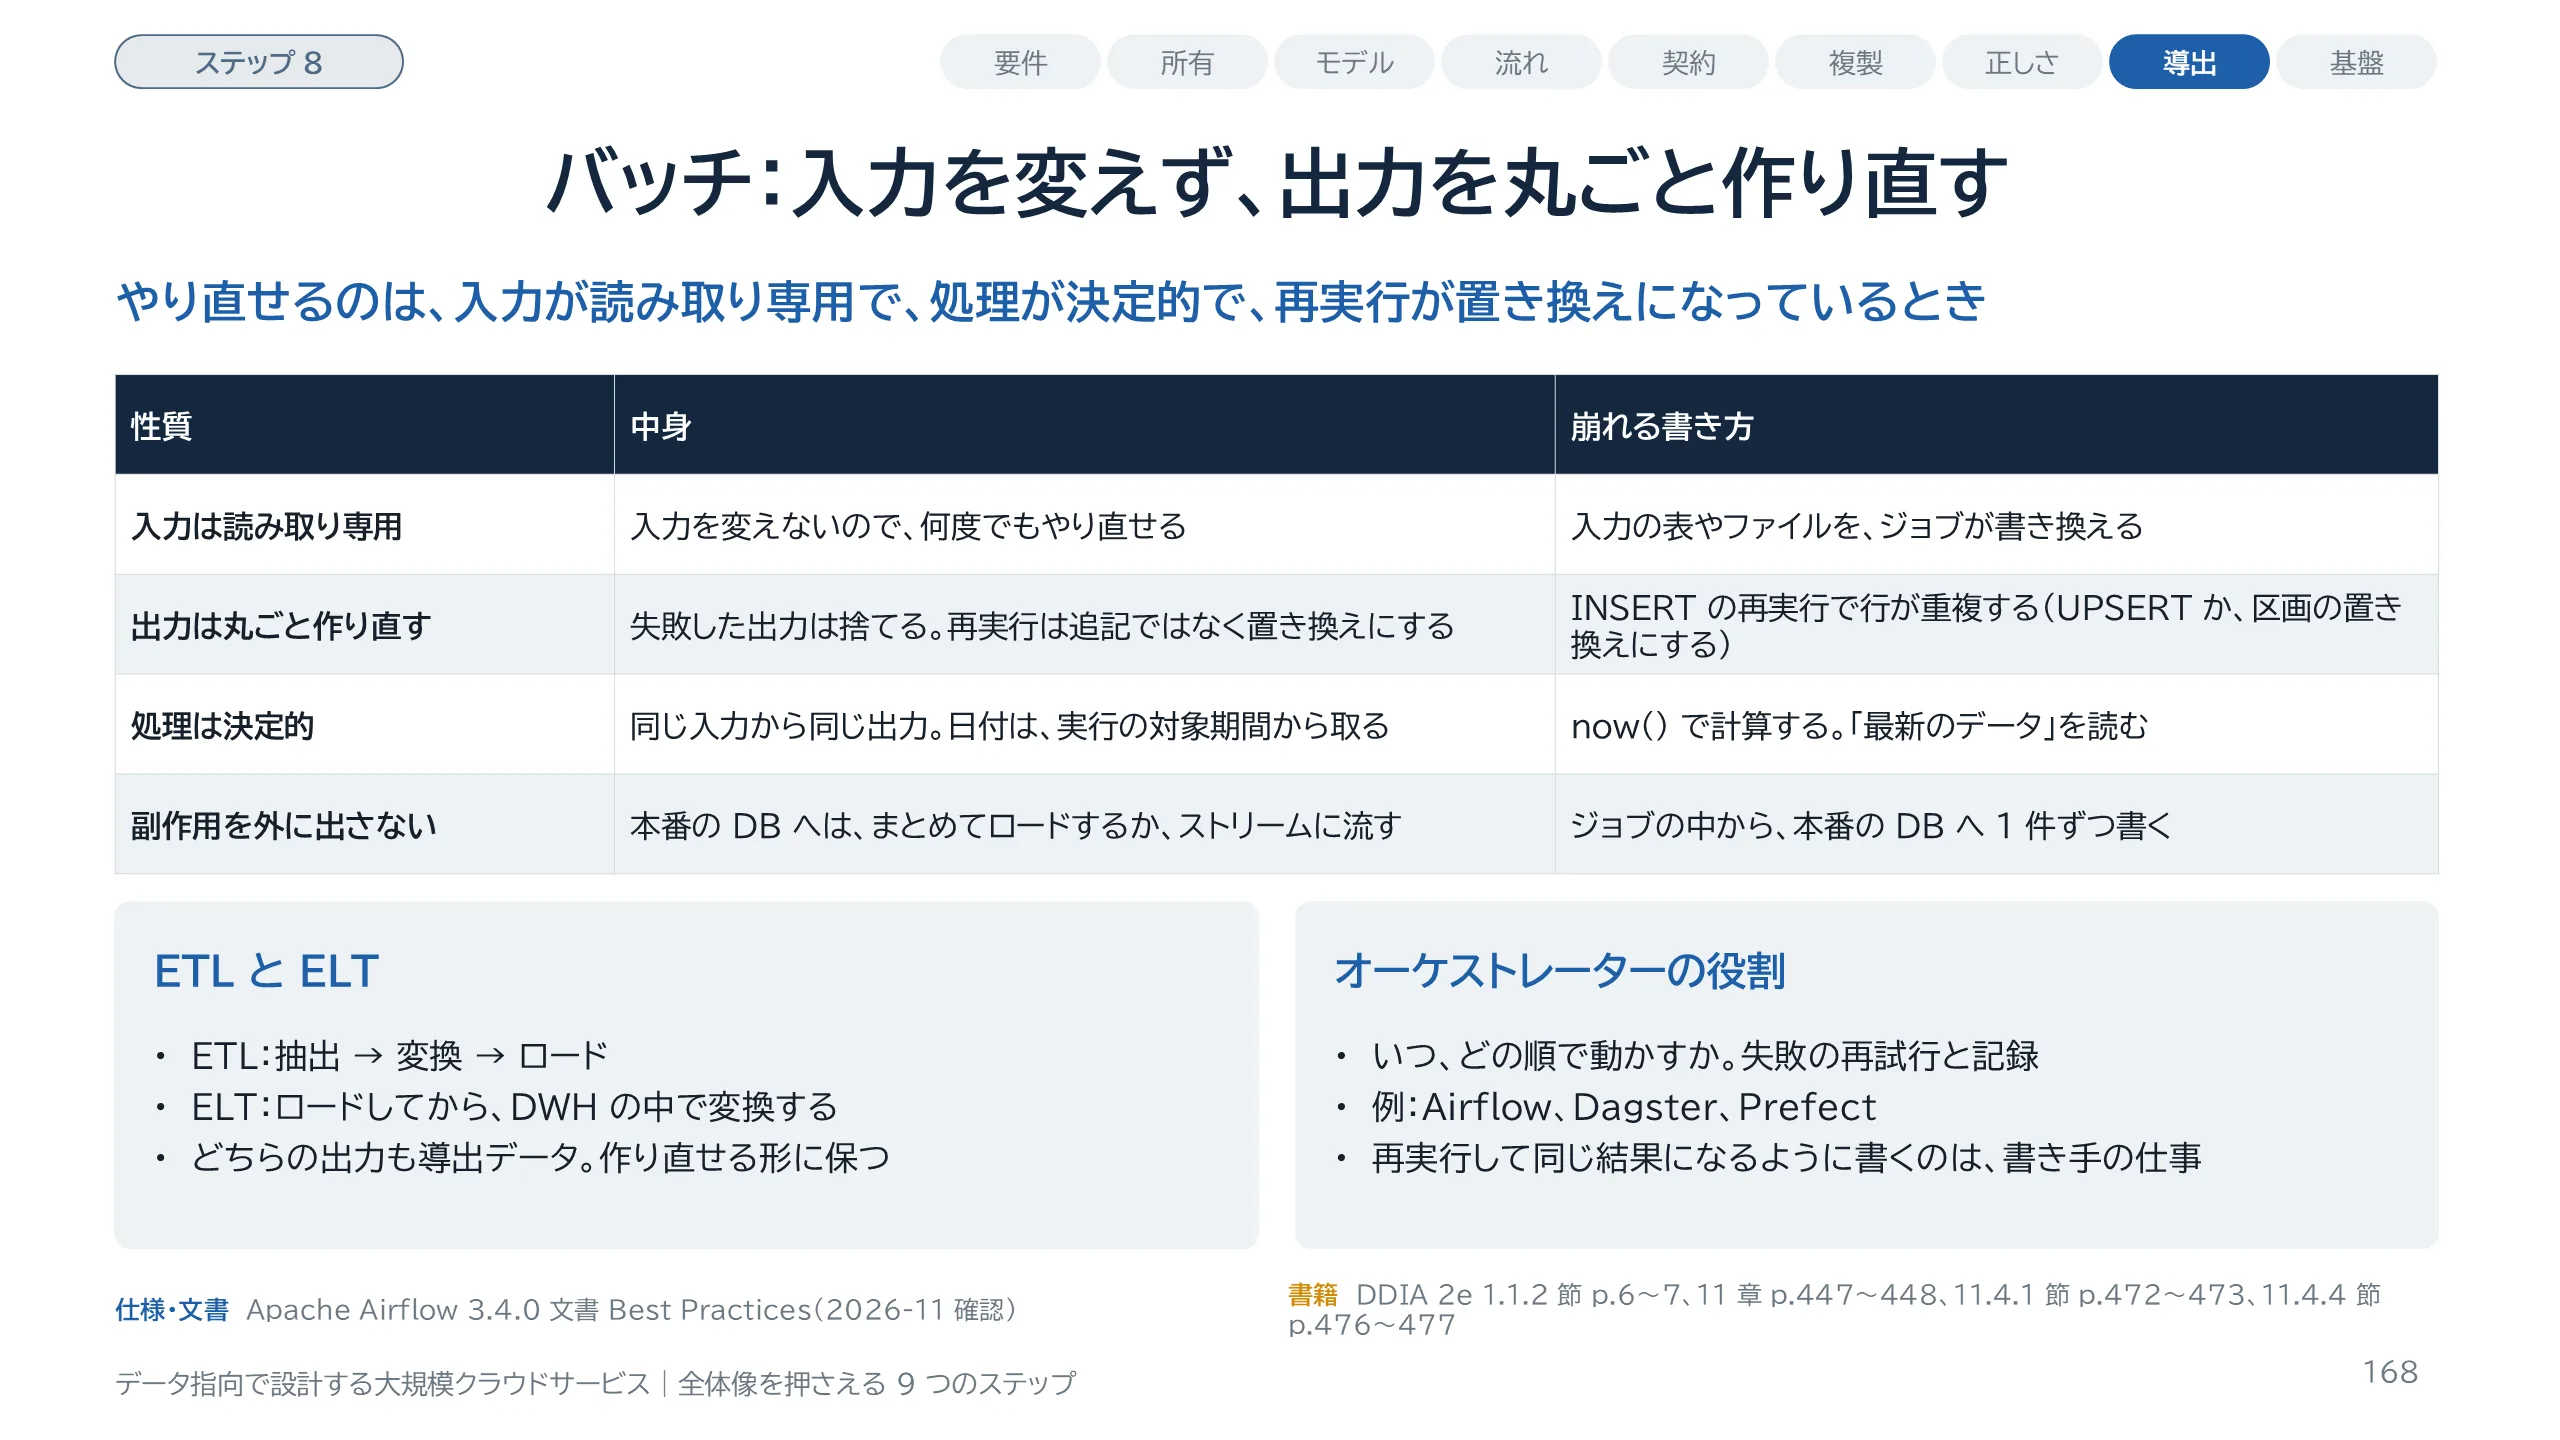 ステップ 8
要件
所有
モデル
流れ
契約
複製
正しさ
導出
基盤
バッチ：入力を変えず、出力を丸ごと作り直す
やり直せるのは、入力が読み取り専用で、処理が決定的で、再実行が置き換えになっているとき
性質
中身
崩れる書き方
入力は読み取り専用
入力を変えないので、何度でもやり直せる
入力の表やファイルを、ジョブが書き換える
出力は丸ごと作り直す
失敗した出力は捨てる。再実行は追記ではなく置き換えにする
INSERT の再実行で行が重複する（UPSERT か、区画の置き
換えにする）
処理は決定的
同じ入力から同じ出力。日付は、実行の対象期間から取る
now() で計算する。「最新のデータ」を読む
副作用を外に出さない
本番の DB へは、まとめてロードするか、ストリームに流す
ジョブの中から、本番の DB へ 1 件ずつ書く
ETL と ELT
・ ETL：抽出 → 変換 → ロード
・ ELT：ロードしてから、DWH の中で変換する
・ どちらの出力も導出データ。作り直せる形に保つ
オーケストレーターの役割
・ いつ、どの順で動かすか。失敗の再試行と記録
・ 例：Airflow、Dagster、Prefect
・ 再実行して同じ結果になるように書くのは、書き手の仕事
仕様・文書 Apache Airflow 3.4.0 文書 Best Practices（2026-11 確認）
書籍 DDIA 2e 1.1.2 節 p.6～7、11 章 p.447～448、11.4.1 節 p.472～473、11.4.4 節
p.476～477
データ指向で設計する大規模クラウドサービス｜全体像を押さえる 9 つのステップ
168